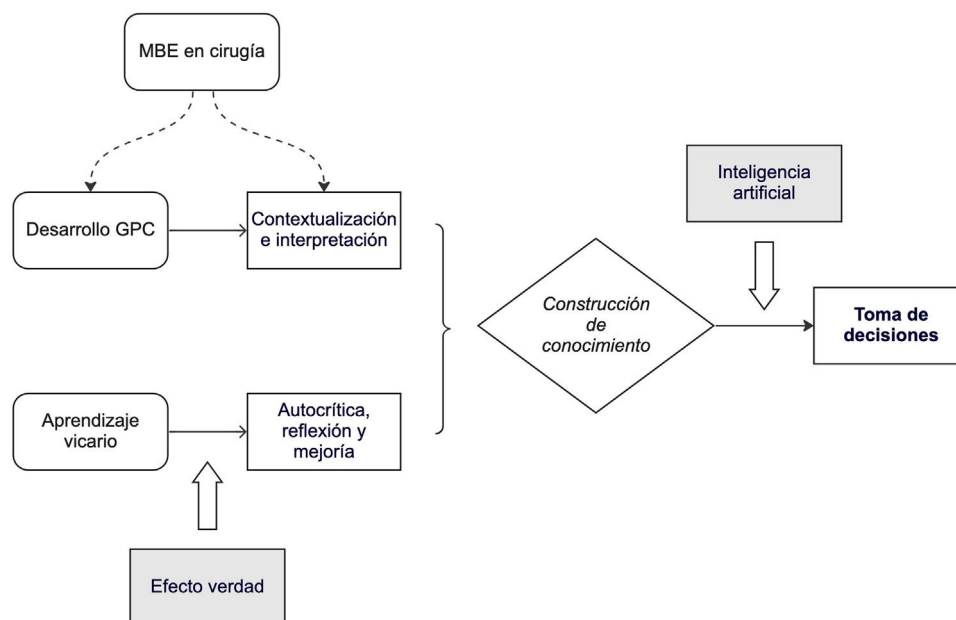 MBE en cirugía
Desarrollo GPC
Contextualización
e interpretación
Aprendizaje
vicario
Autocrítica,
reflexión y
mejoría
Efecto verdad
Construcción
de
conocimiento
Inteligencia
artificial
Toma de
decisiones